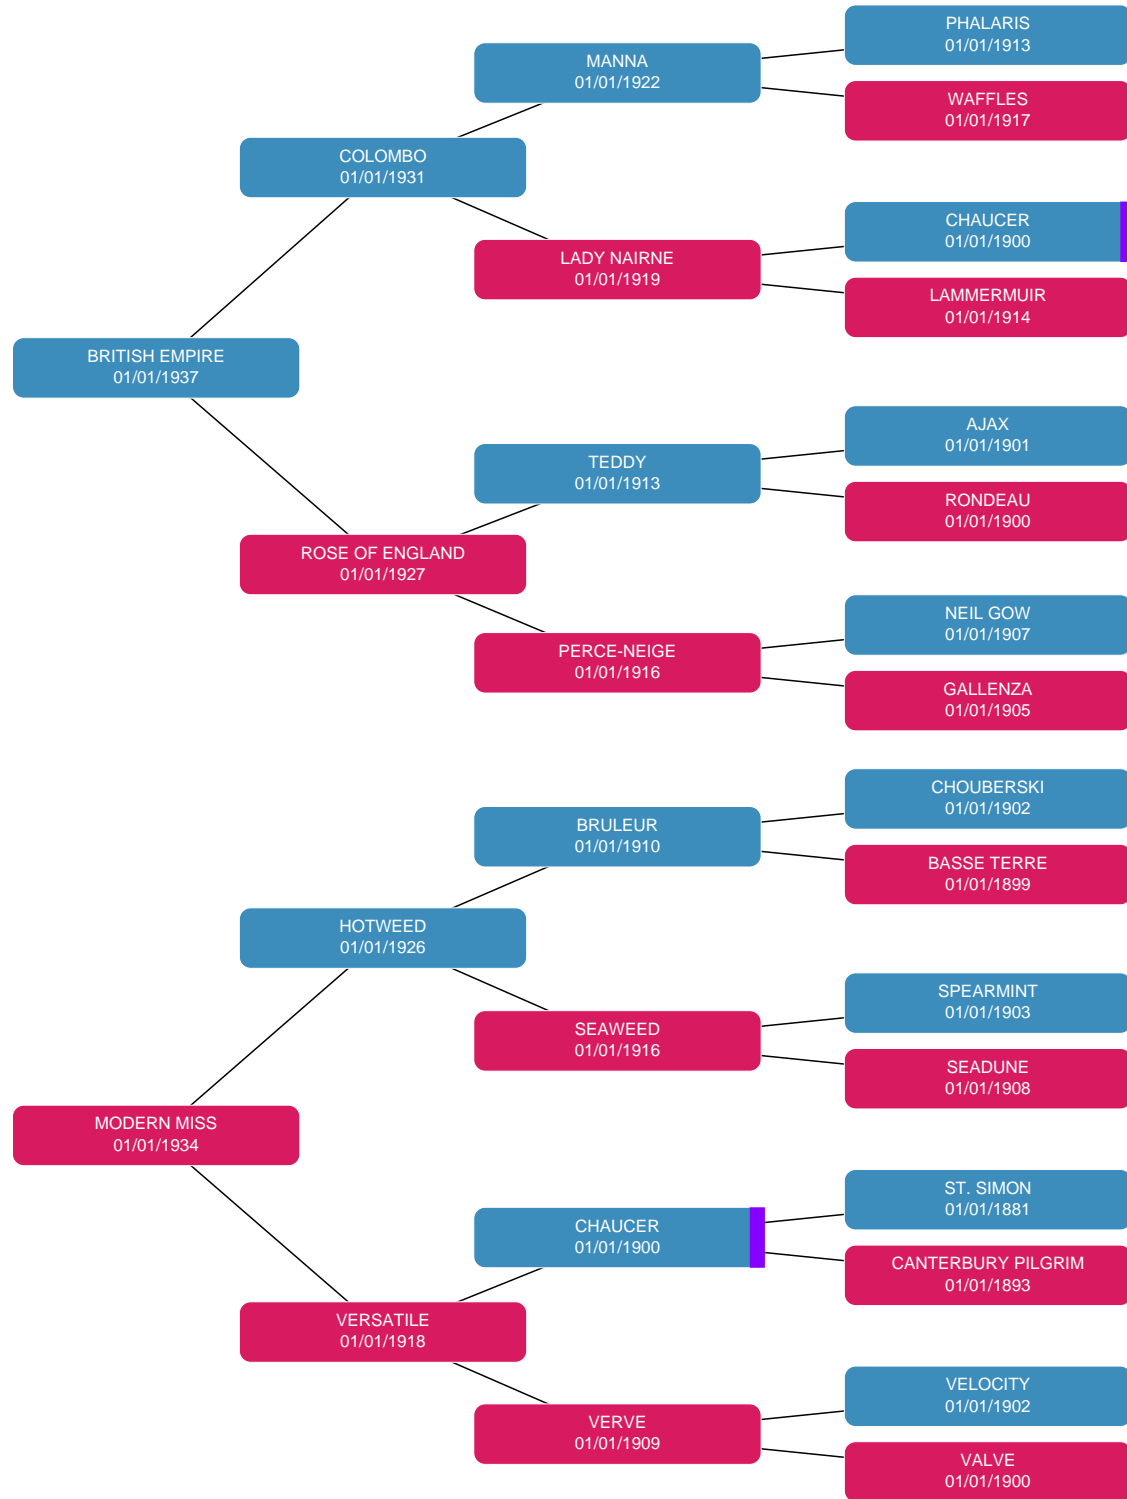 PHALARIS
01/01/1913
MANNA
01/01/1922
WAFFLES
01/01/1917
COLOMBO
01/01/1931
CHAUCER
01/01/1900
LADY NAIRNE
01/01/1919
LAMMERMUIR
01/01/1914
BRITISH EMPIRE
01/01/1937
AJAX
01/01/1901
TEDDY
01/01/1913
RONDEAU
01/01/1900
ROSE OF ENGLAND
01/01/1927
NEIL GOW
01/01/1907
PERCE-NEIGE
01/01/1916
GALLENZA
01/01/1905
CHOUBERSKI
01/01/1902
BRULEUR
01/01/1910
BASSE TERRE
01/01/1899
HOTWEED
01/01/1926
SPEARMINT
01/01/1903
SEAWEED
01/01/1916
SEADUNE
01/01/1908
MODERN MISS
01/01/1934
ST. SIMON
01/01/1881
CHAUCER
01/01/1900
CANTERBURY PILGRIM
01/01/1893
VERSATILE
01/01/1918
VELOCITY
01/01/1902
VERVE
01/01/1909
VALVE
01/01/1900